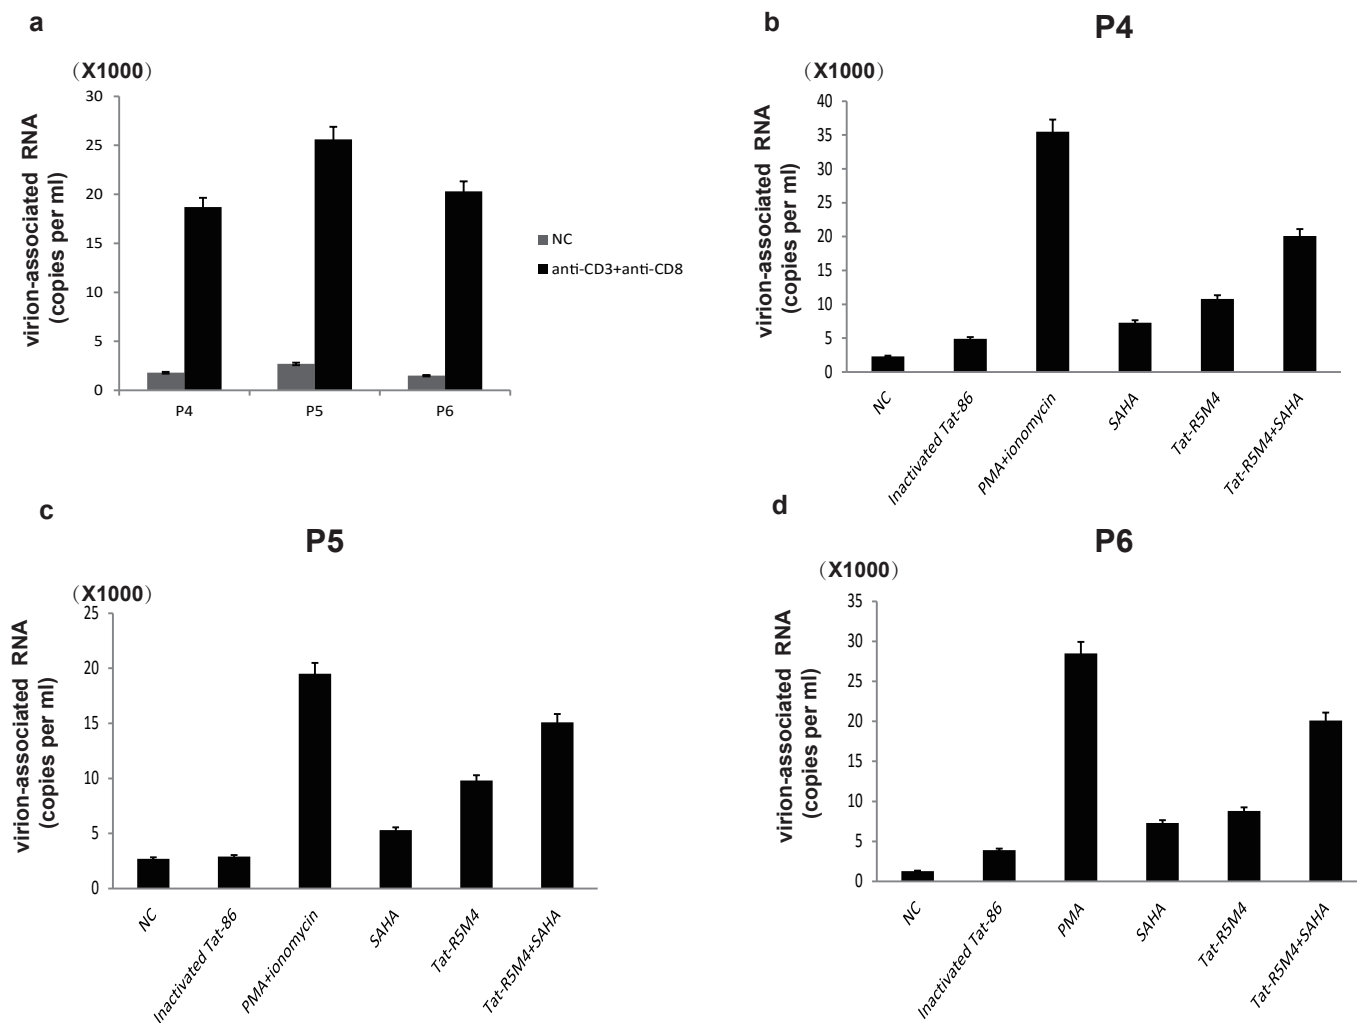 a
（X1000）
virion-associated RNA
(copies per ml)
30
25
20
15
10
5
0
P4
P5
P6
NC
anti-CD3+anti-CD8
b
P4
（X1000）
virion-associated RNA
(copies per ml)
40
35
30
25
20
15
10
5
0
NC
Inactivated Tat-86
PMA+ionomycin
SAHA
Tat-R5M4
Tat-R5M4+SAHA
c
P5
（X1000）
virion-associated RNA
(copies per ml)
25
20
15
10
5
0
NC
Inactivated Tat-86
PMA+ionomycin
SAHA
Tat-R5M4
Tat-R5M4+SAHA
d
P6
（X1000）
virion-associated RNA
(copies per ml)
35
30
25
20
15
10
5
0
NC
Inactivated Tat-86
PMA
SAHA
Tat-R5M4
Tat-R5M4+SAHA